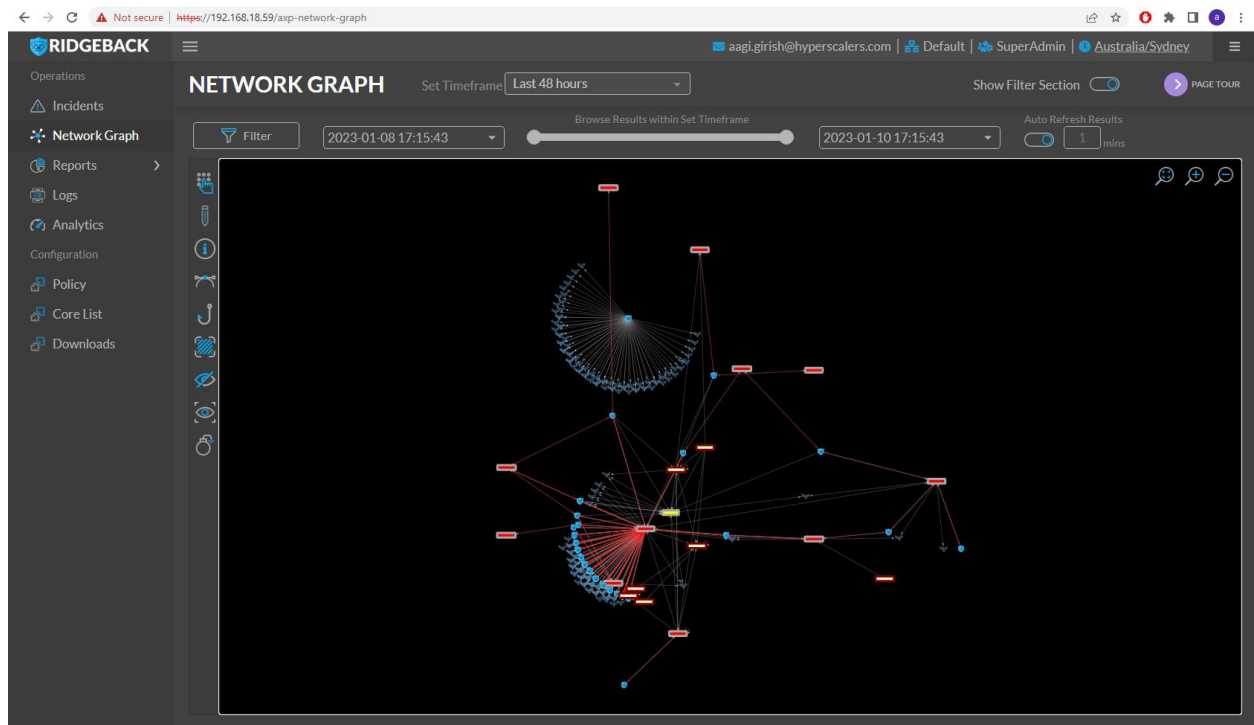 Not secure | https://192.168.18.59/axp-network-graph
a
RIDGEBACK
aagi.girish@hyperscalers.com | Default | SuperAdmin | Australia/Sydney
Operations
Incidents
Network Graph
Reports
Logs
Analytics
Configuration
Policy
Core List
Downloads
NETWORK GRAPH
Set Timeframe
Last 48 hours
Show Filter Section
PAGE TOUR
Filter
2023-01-08 17:15:43
Browse Results within Set Timeframe
2023-01-10 17:15:43
Auto Refresh Results
1 mins